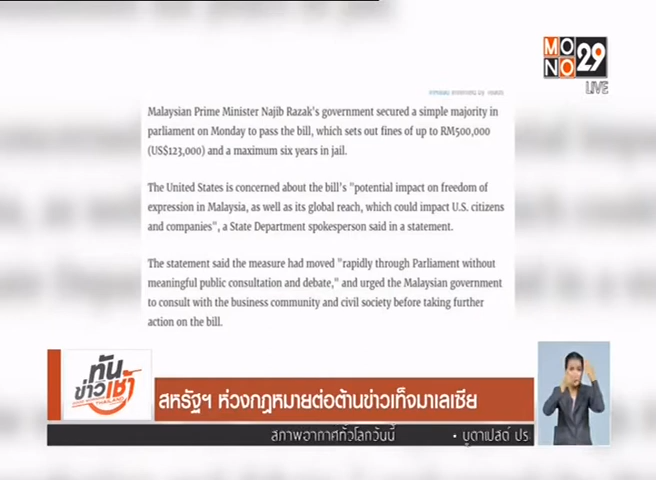 MONO 29
LIVE
Malaysian Prime Minister Najib Razak's government secured a simple majority in
parliament on Monday to pass the bill, which sets out fines of up to RM500,000
(US$123,000) and a maximum six years in jail.
The United States is concerned about the bill's "potential impact on freedom of
expression in Malaysia, as well as its global reach, which could impact U.S. citizens
and companies", a State Department spokesperson said in a statement.
The statement said the measure had moved "rapidly through Parliament without
meaningful public consultation and debate," and urged the Malaysian government
to consult with the business community and civil society before taking further
action on the bill.
ทัน
ข่าวเช้า
สหรัฐฯ ห่วงกฎหมายต่อต้านข่าวเท็จมาเลเซีย
สภาพอากาศทั่วโลกวันนี้ • บูดาเปสต์ ปร